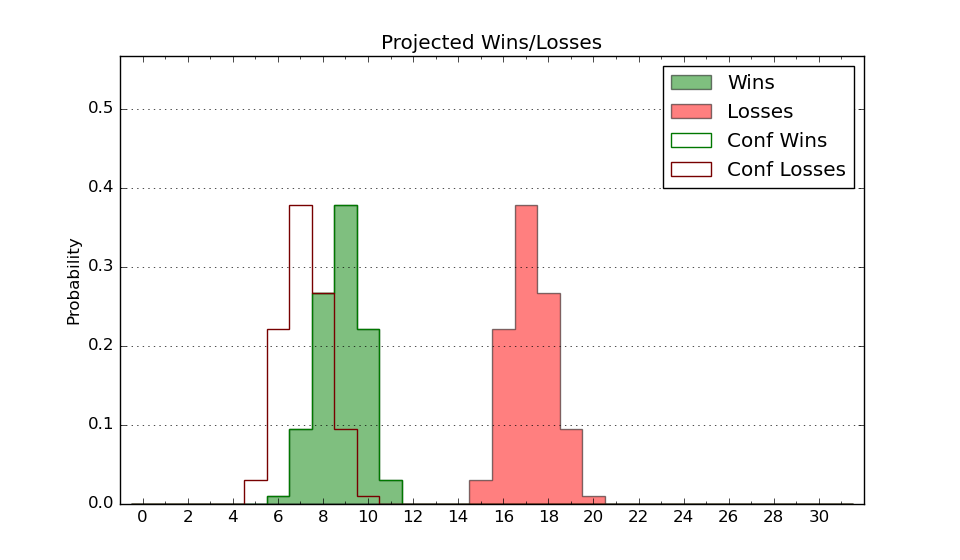 Projected Wins/Losses
Wins
Losses
Conf Wins
Conf Losses
Probability
0.5
0.4
0.3
0.2
0.1
0.0
0 2 4 6 8 10 12 14 16 18 20 22 24 26 28 30